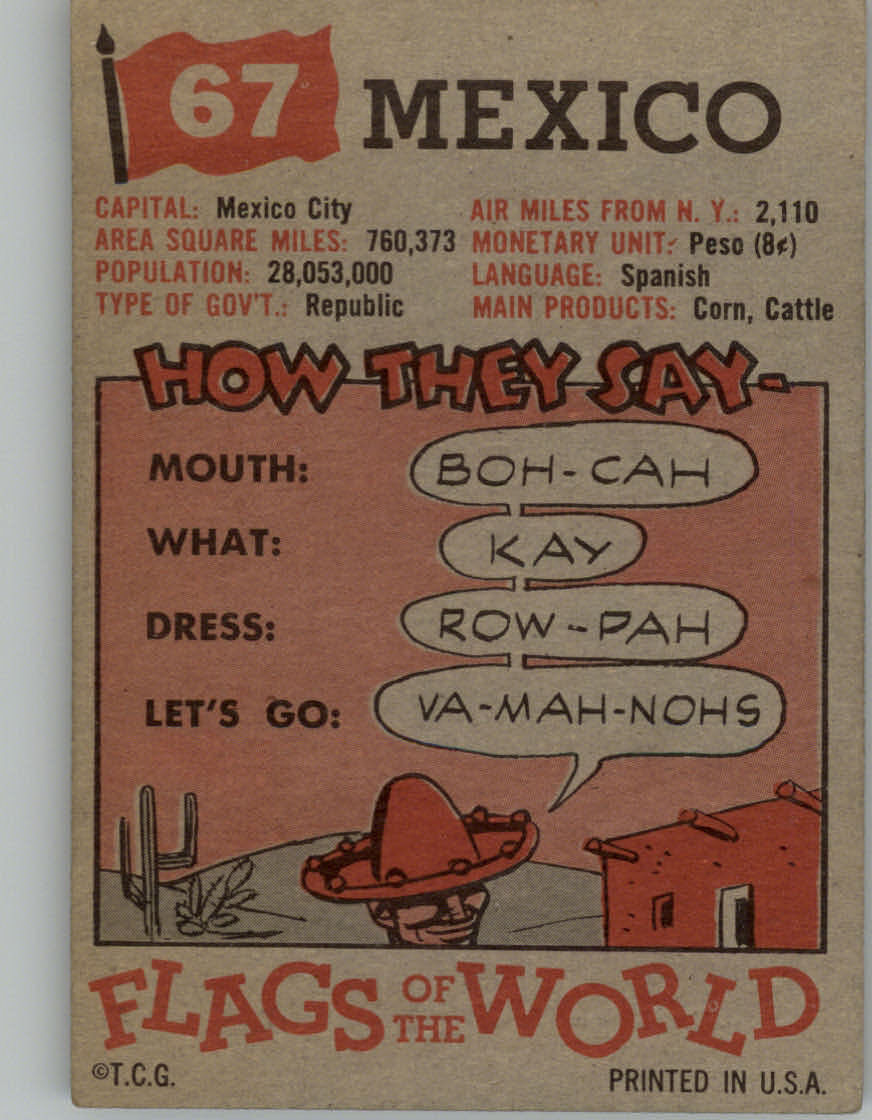 67 MEXICO
CAPITAL: Mexico City
AREA SQUARE MILES: 760,373
POPULATION: 28,053,000
TYPE OF GOV'T.: Republic
AIR MILES FROM N. Y.: 2,110
MONETARY UNIT: Peso (8¢)
LANGUAGE: Spanish
MAIN PRODUCTS: Corn, Cattle
HOW THEY SAY-
MOUTH: BOH-CAH
WHAT: KAY
DRESS: ROW-PAH
LET'S GO: VA-MAH-NOHS
FLAGS OF THE WORLD
©T.C.G. PRINTED IN U.S.A.